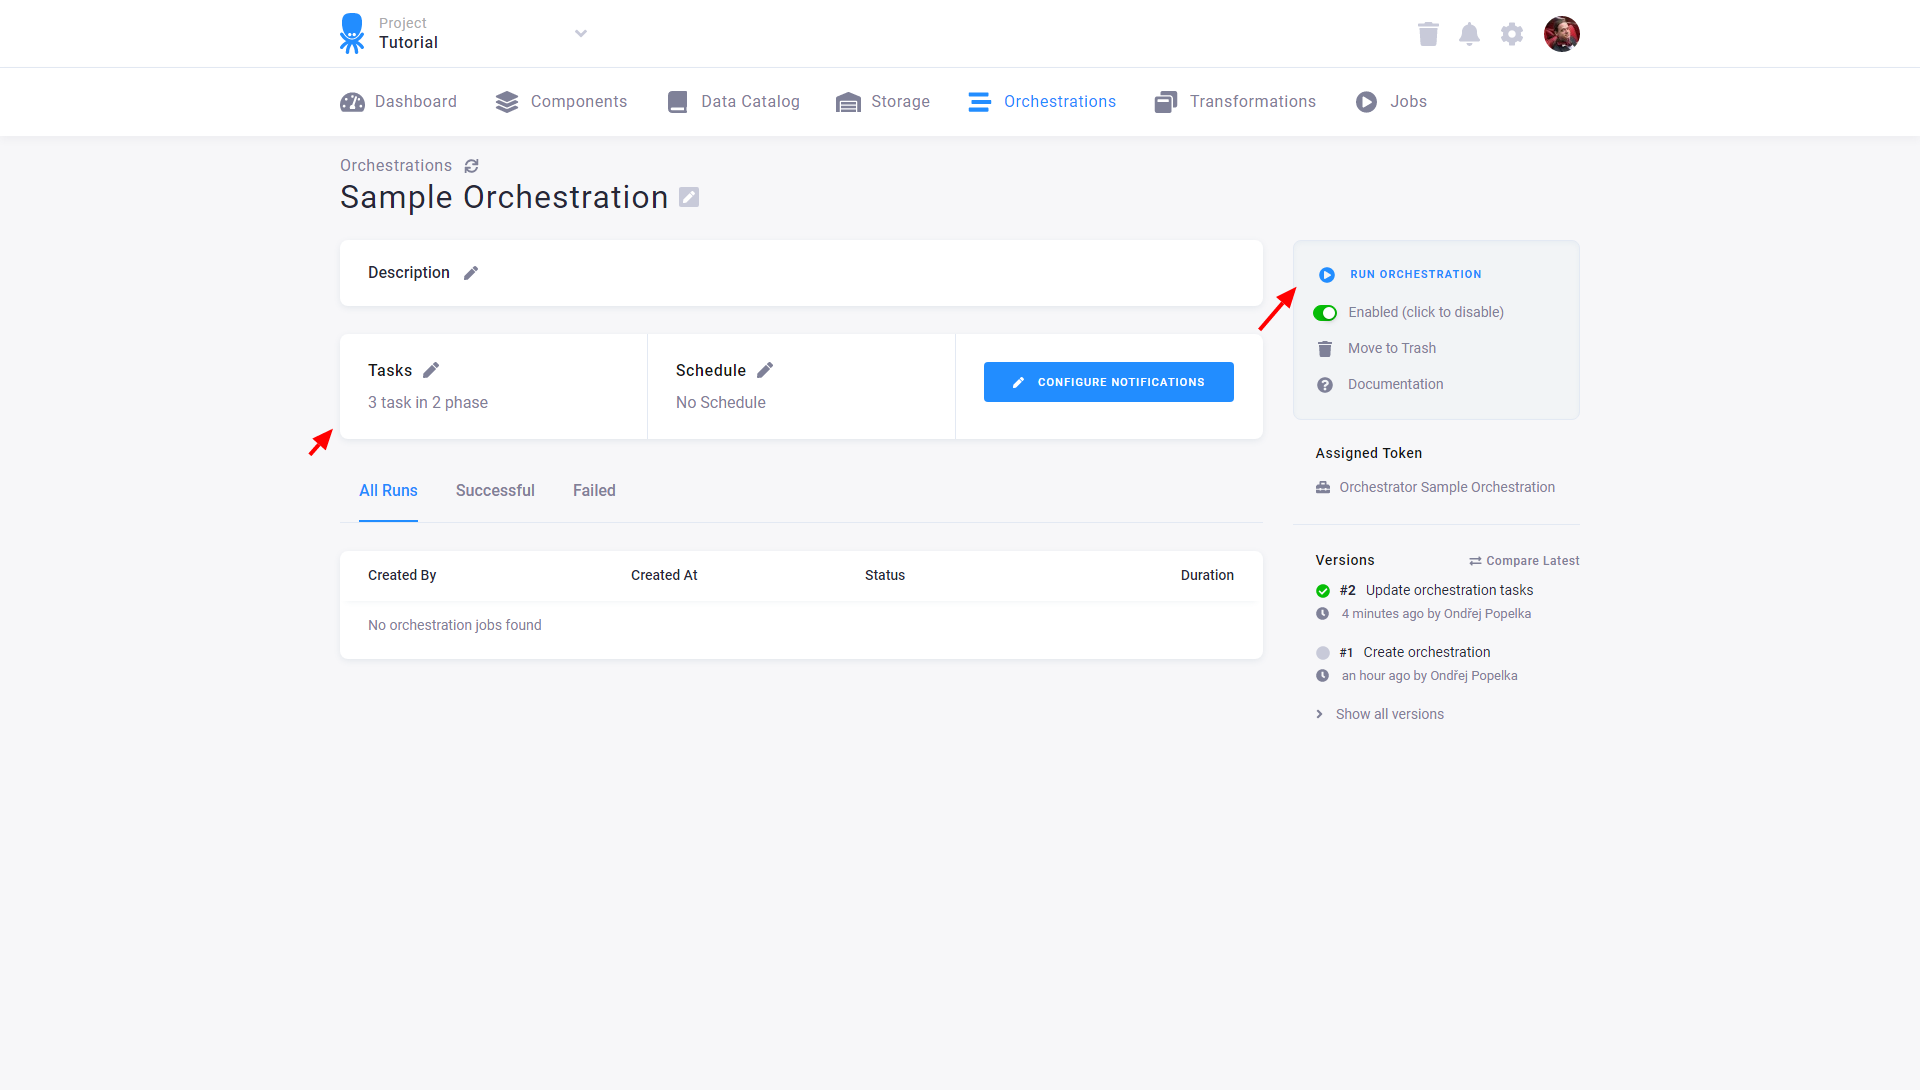 Project
Tutorial
Dashboard
Components
Data Catalog
Storage
Orchestrations
Transformations
Jobs
Orchestrations
Sample Orchestration
Description
Tasks
3 task in 2 phase
Schedule
No Schedule
CONFIGURE NOTIFICATIONS
All Runs
Successful
Failed
Created By
Created At
Status
Duration
No orchestration jobs found
RUN ORCHESTRATION
Enabled (click to disable)
Move to Trash
Documentation
Assigned Token
Orchestrator Sample Orchestration
Versions
Compare Latest
#2 Update orchestration tasks
4 minutes ago by Ondřej Popelka
#1 Create orchestration
an hour ago by Ondřej Popelka
Show all versions